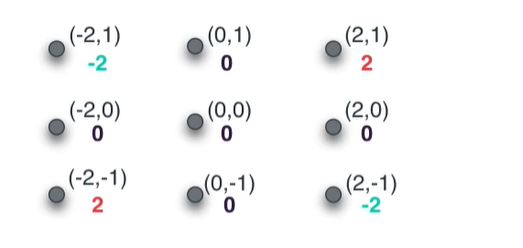 (-2,1) (0,1) (2,1)
-2 0 2
(-2,0) (0,0) (2,0)
0 0 0
(-2,-1) (0,-1) (2,-1)
2 0 -2